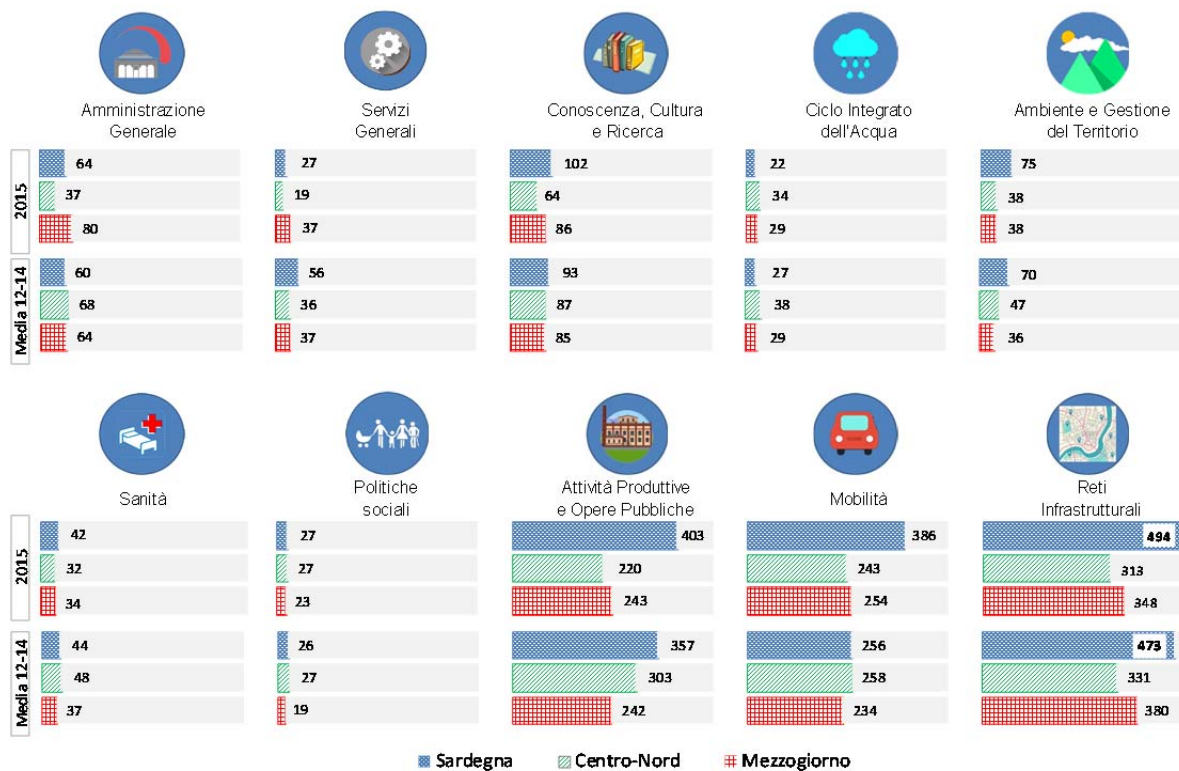 Amministrazione
Generale
Servizi
Generali
Conoscenza, Cultura
e Ricerca
Ciclo Integrato
dell'Acqua
Ambiente e Gestione
del Territorio
2015
64
37
80
27
19
37
102
64
86
22
34
29
75
38
38
Media 12-14
60
68
64
56
36
37
93
87
85
27
38
29
70
47
36
Sanità
Politiche
sociali
Attività Produttive
e Opere Pubbliche
Mobilità
Reti
Infrastrutturali
2015
42
32
34
27
27
23
403
220
243
386
243
254
494
313
348
Media 12-14
44
48
37
26
27
19
357
303
242
256
258
234
473
331
380
Sardegna
Centro-Nord
Mezzogiorno